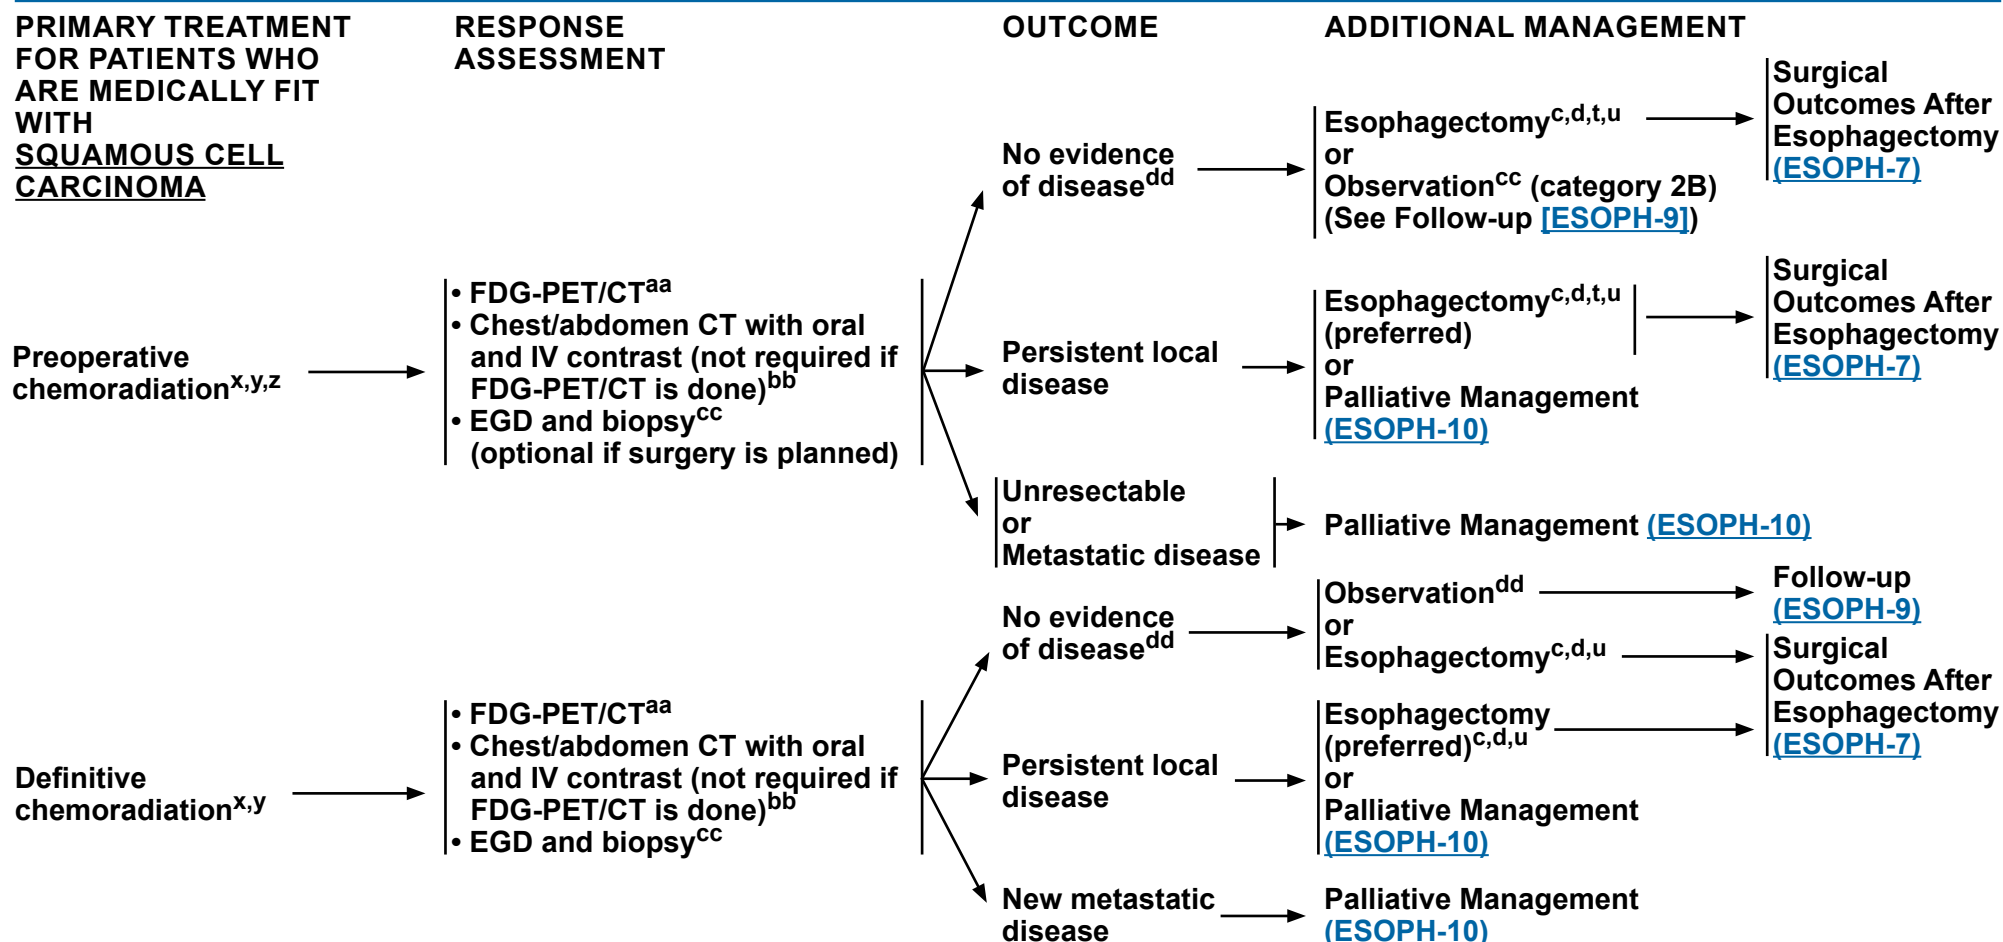 PRIMARY TREATMENT
FOR PATIENTS WHO
ARE MEDICALLY FIT
WITH
SQUAMOUS CELL
CARCINOMA
RESPONSE
ASSESSMENT
OUTCOME
ADDITIONAL MANAGEMENT
Preoperative
chemoradiationx,y,z
• FDG-PET/CTaa
• Chest/abdomen CT with oral
and IV contrast (not required if
FDG-PET/CT is done)bb
• EGD and biopsycc
(optional if surgery is planned)
No evidence
of diseasedd
Esophagectomyc,d,t,u
or
Observationcc (category 2B)
(See Follow-up [ESOPH-9])
Surgical
Outcomes After
Esophagectomy
(ESOPH-7)
Persistent local
disease
Esophagectomyc,d,t,u
(preferred)
or
Palliative Management
(ESOPH-10)
Surgical
Outcomes After
Esophagectomy
(ESOPH-7)
Unresectable
or
Metastatic disease
Palliative Management (ESOPH-10)
Definitive
chemoradiationx,y
• FDG-PET/CTaa
• Chest/abdomen CT with oral
and IV contrast (not required if
FDG-PET/CT is done)bb
• EGD and biopsycc
No evidence
of diseasedd
Observationdd
or
Esophagectomyc,d,u
Follow-up
(ESOPH-9)
Surgical
Outcomes After
Esophagectomy
(ESOPH-7)
Persistent local
disease
Esophagectomy
(preferred)c,d,u
or
Palliative Management
(ESOPH-10)
New metastatic
disease
Palliative Management
(ESOPH-10)